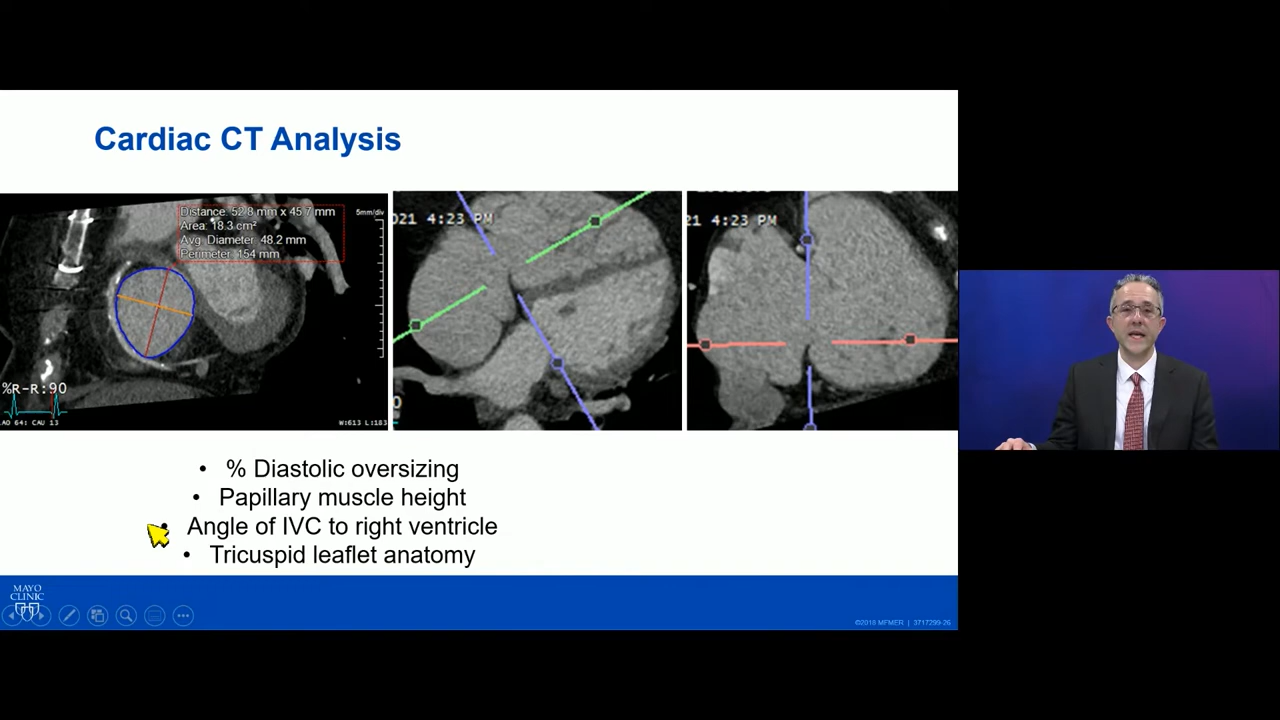 Cardiac CT Analysis
Distance: 52.8 mm x 45.7 mm
Area: 18.3 cm²
Avg Diameter 48.2 mm
Perimeter 154 mm
5mm/div
%R-R:90
AO 64: CAU 13
W:613 L:183
021 4:23 PM
21 4:23 PM
• % Diastolic oversizing
• Papillary muscle height
• Angle of IVC to right ventricle
• Tricuspid leaflet anatomy
MAYO
CLINIC
©2018 MFMER | 3717299-26